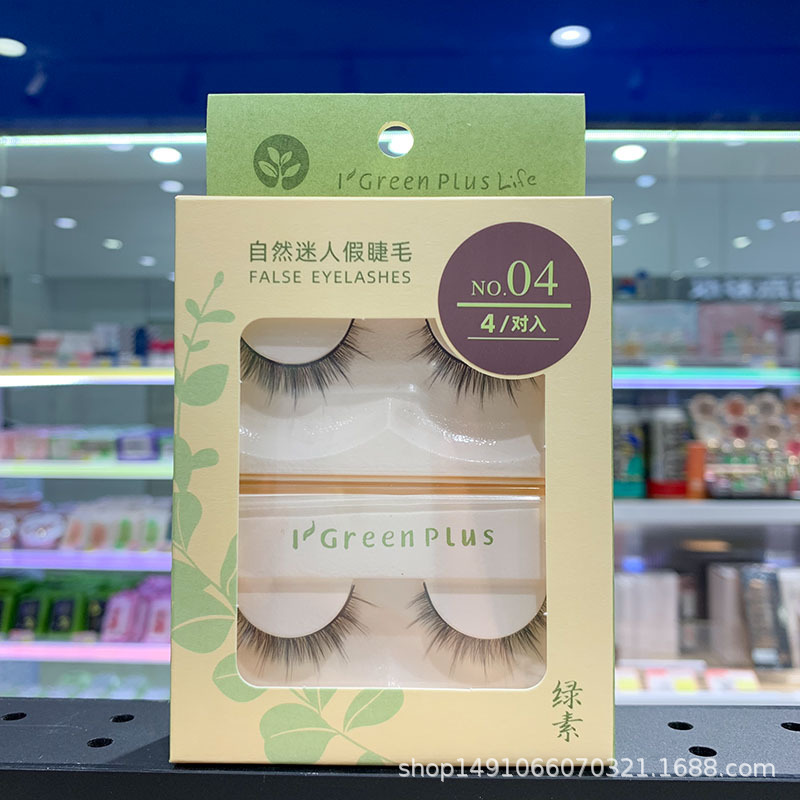 I'Green Plus Life
自然迷人假睫毛
FALSE EYELASHES
NO.04
4/对入
I'Green Plus
绿素
shop1491066070321.1688.com